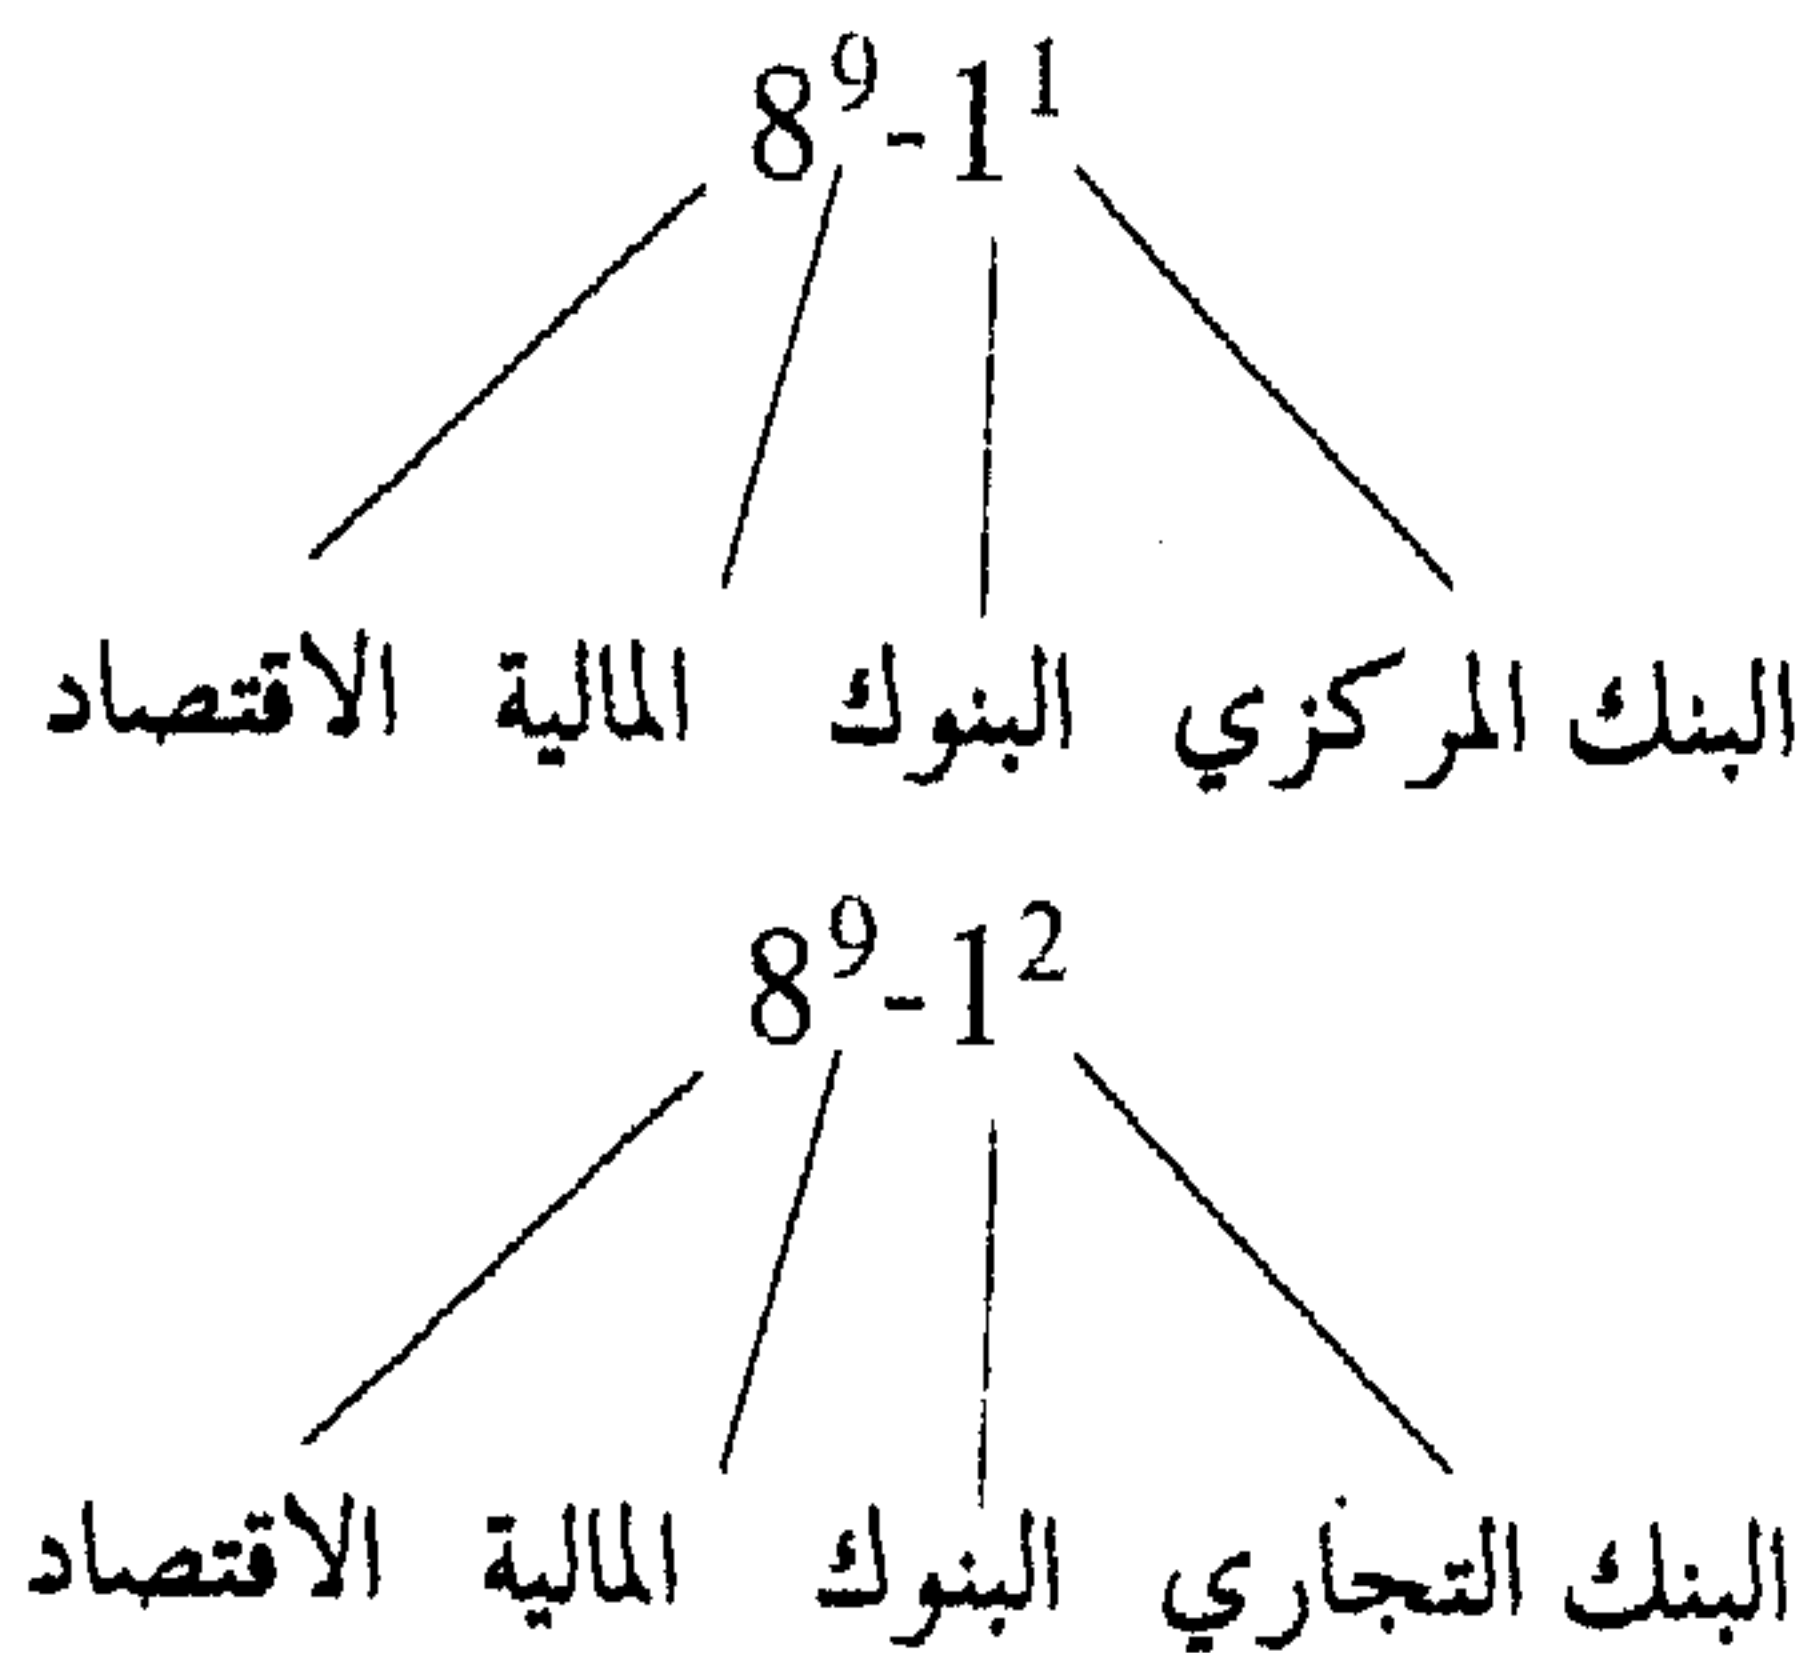 8⁹-1¹
البنك المركزي البنوك المالية الاقتصاد
8⁹-1²
البنك التجاري البنوك المالية الاقتصاد